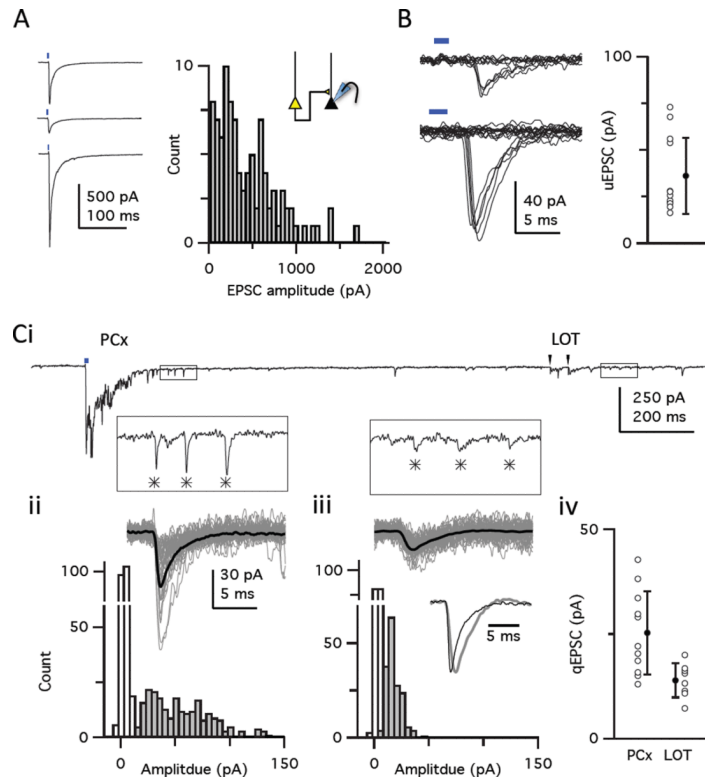 A
500 pA
100 ms
10
Count
0
0
1000
2000
EPSC amplitude (pA)
B
40 pA
5 ms
100
uEPSC (pA)
0
Ci
PCx
LOT
250 pA
200 ms
ii
30 pA
5 ms
100
50
Count
0
0
150
Amplitdue (pA)
iii
100
5 ms
50
0
0
150
Amplitdue (pA)
iv
50
qEPSC (pA)
0
PCx
LOT